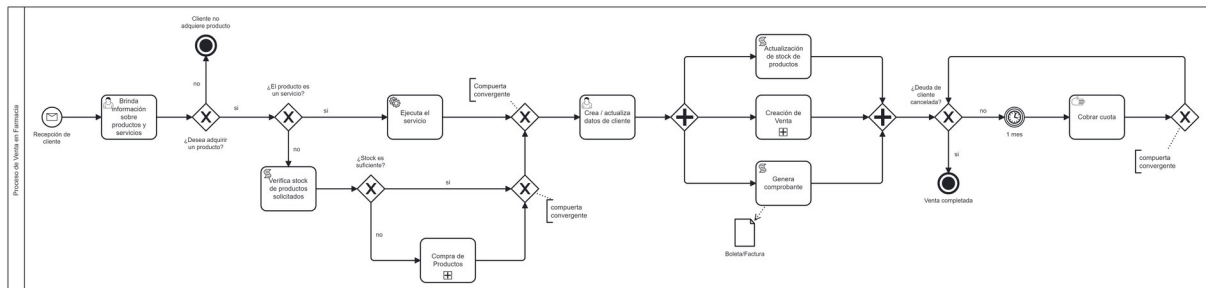 Proceso de Venta en Farmacia
Recepción de
cliente
Brinda
información sobre
productos y
servicios
Cliente no
adquiere producto
no
si
¿Desea adquirir
un producto?
¿El producto es
un servicio?
si
no
Ejecuta el
servicio
Verifica stock
de productos
solicitados
¿Stock es
suficiente?
si
no
Compra de
Productos
Compuerta
convergente
compuerta
convergente
Crea / actualiza
datos de cliente
Actualización
de stock de
productos
Creación de
Venta
Genera
comprobante
Boleta/Factura
¿Deuda de
cliente
cancelada?
no
si
Venta completada
1 mes
Cobrar cuota
compuerta
convergente